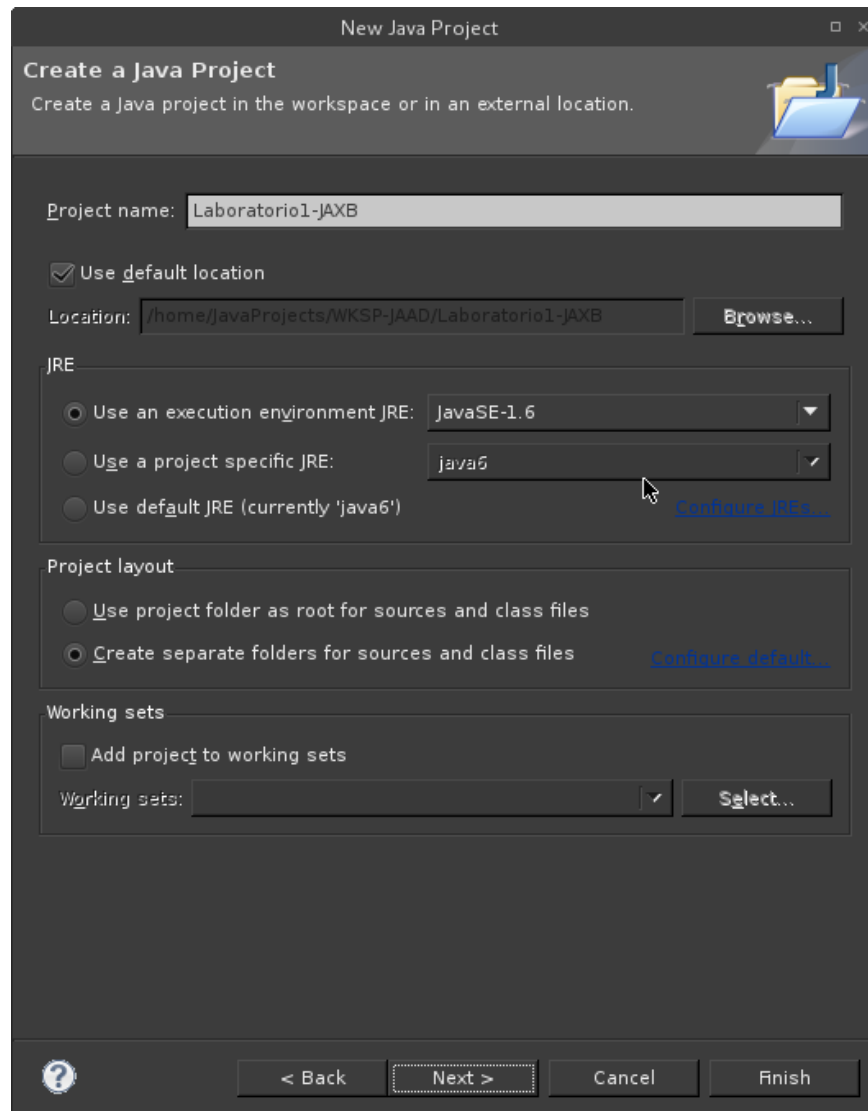 New Java Project
Create a Java Project
Create a Java project in the workspace or in an external location.
Project name: Laboratorio1-JAXB
Use default location
Location: /home/JavaProjects/WKSP-JAAD/Laboratorio1-JAXB Browse...
JRE
Use an execution environment JRE: JavaSE-1.6
Use a project specific JRE: java6
Use default JRE (currently 'java6') Configure JREs...
Project layout
Use project folder as root for sources and class files
Create separate folders for sources and class files Configure default...
Working sets
Add project to working sets
Working sets: Select...
? < Back Next > Cancel Finish